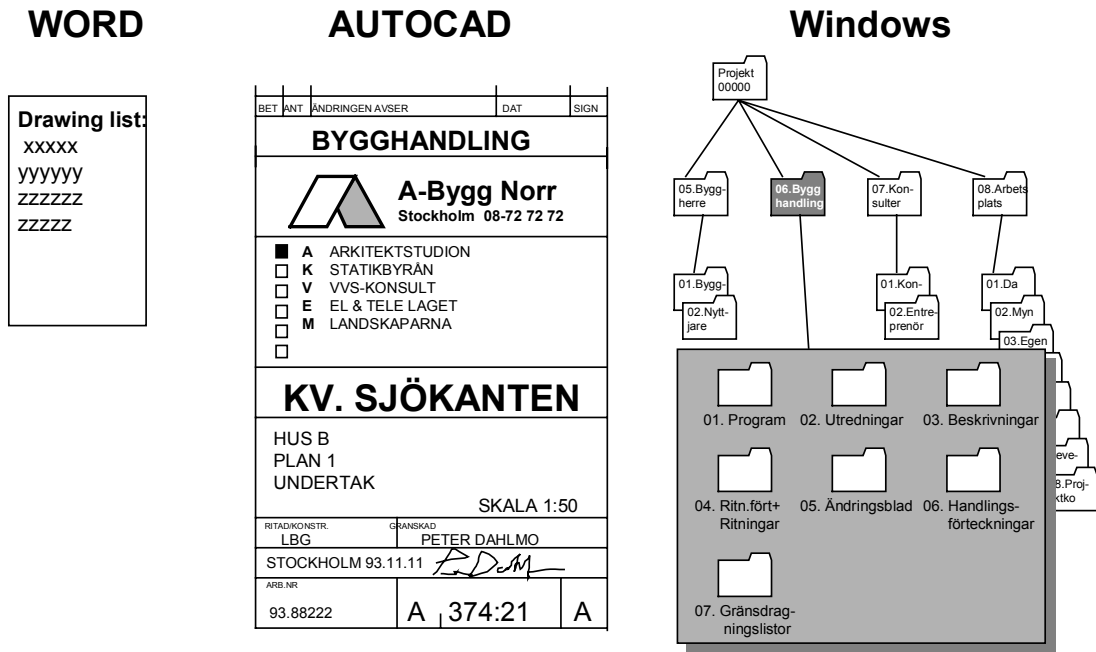 WORD
AUTOCAD
Windows
Drawing list:
xxxxx
yyyyyy
zzzzzz
zzzzz
BET ANT ÄNDRINGEN AVSER DAT SIGN
BYGGHANDLING
A-Bygg Norr
Stockholm 08-72 72 72
A ARKITEKTSTUDION
K STATIKBYRÅN
V VVS-KONSULT
E EL & TELE LAGET
M LANDSKAPARNA
KV. SJÖKANTEN
HUS B
PLAN 1
UNDERTAK
SKALA 1:50
RITAD/KONSTR. GRANSKAD
LBG PETER DAHLMO
STOCKHOLM 93.11.11
ARB.NR
93.88222 A 374:21 A
Projekt
00000
05.Bygg-
herre
06.Bygg
handling
07.Kon-
sulter
08.Arbets
plats
01.Bygg-
02.Nytt-
jare
01.Kon-
02.Entre-
prenör
01.Da
02.Myn
03.Egen
eve-
8.Proj-
ktko
01. Program
02. Utredningar
03. Beskrivningar
04. Ritn.fört+
Ritningar
05. Ändringsblad
06. Handlings-
förteckningar
07. Gränsdrag-
ningslistor